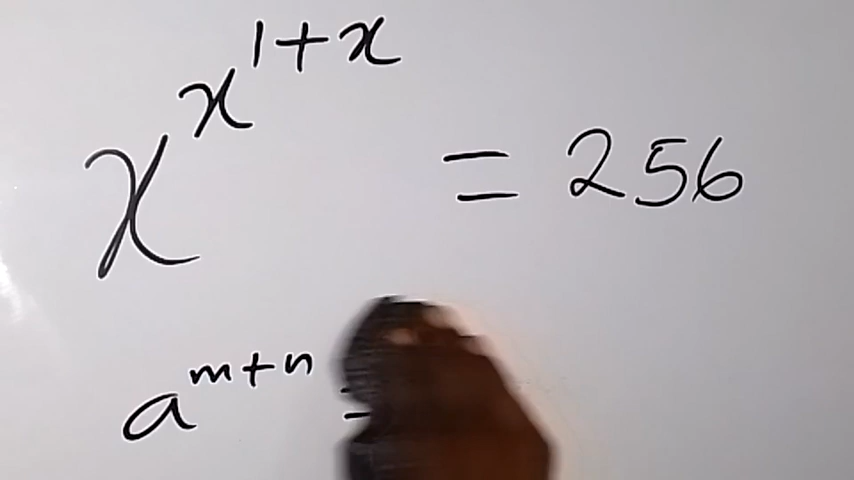 x^{x^{1+x}} = 256
a^{m+n} =